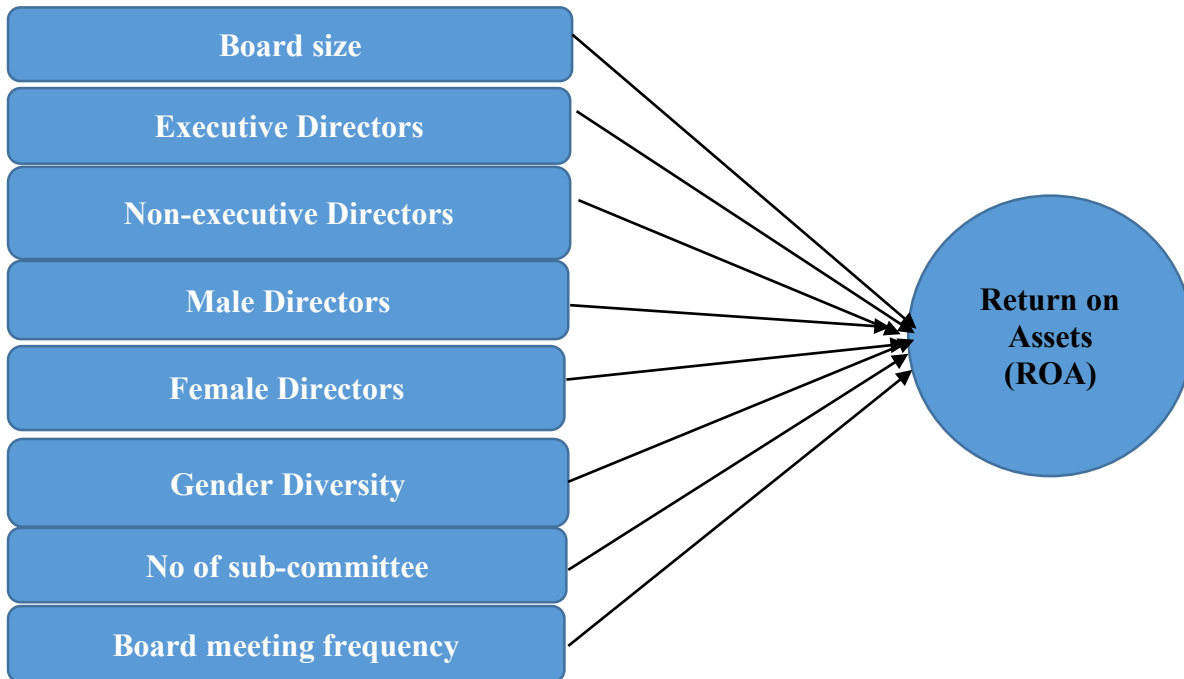 Board size
Executive Directors
Non-executive Directors
Male Directors
Female Directors
Gender Diversity
No of sub-committee
Board meeting frequency
Return on
Assets
(ROA)